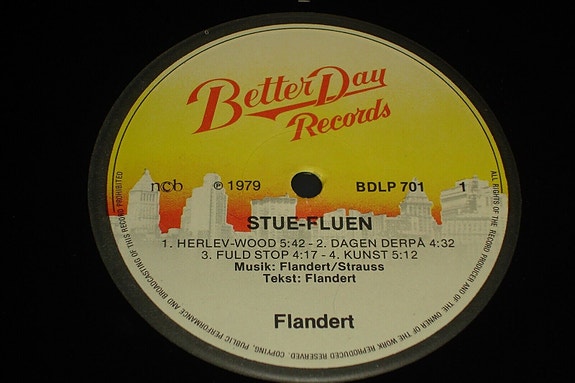 Better Day
Records
ncb ℗ 1979 BDLP 701 1
STUE-FLUEN
1. HERLEV-WOOD 5:42 - 2. DAGEN DERPÅ 4:32
3. FULD STOP 4:17 - 4. KUNST 5:12
Musik: Flandert/Strauss
Tekst: Flandert
Flandert
ALL RIGHTS OF THE RECORD PRODUCER AND OF THE OWNER OF THE WORK REPRODUCED RESERVED. COPYING, PUBLIC PERFORMANCE AND BROADCASTING OF THIS RECORD PROHIBITED